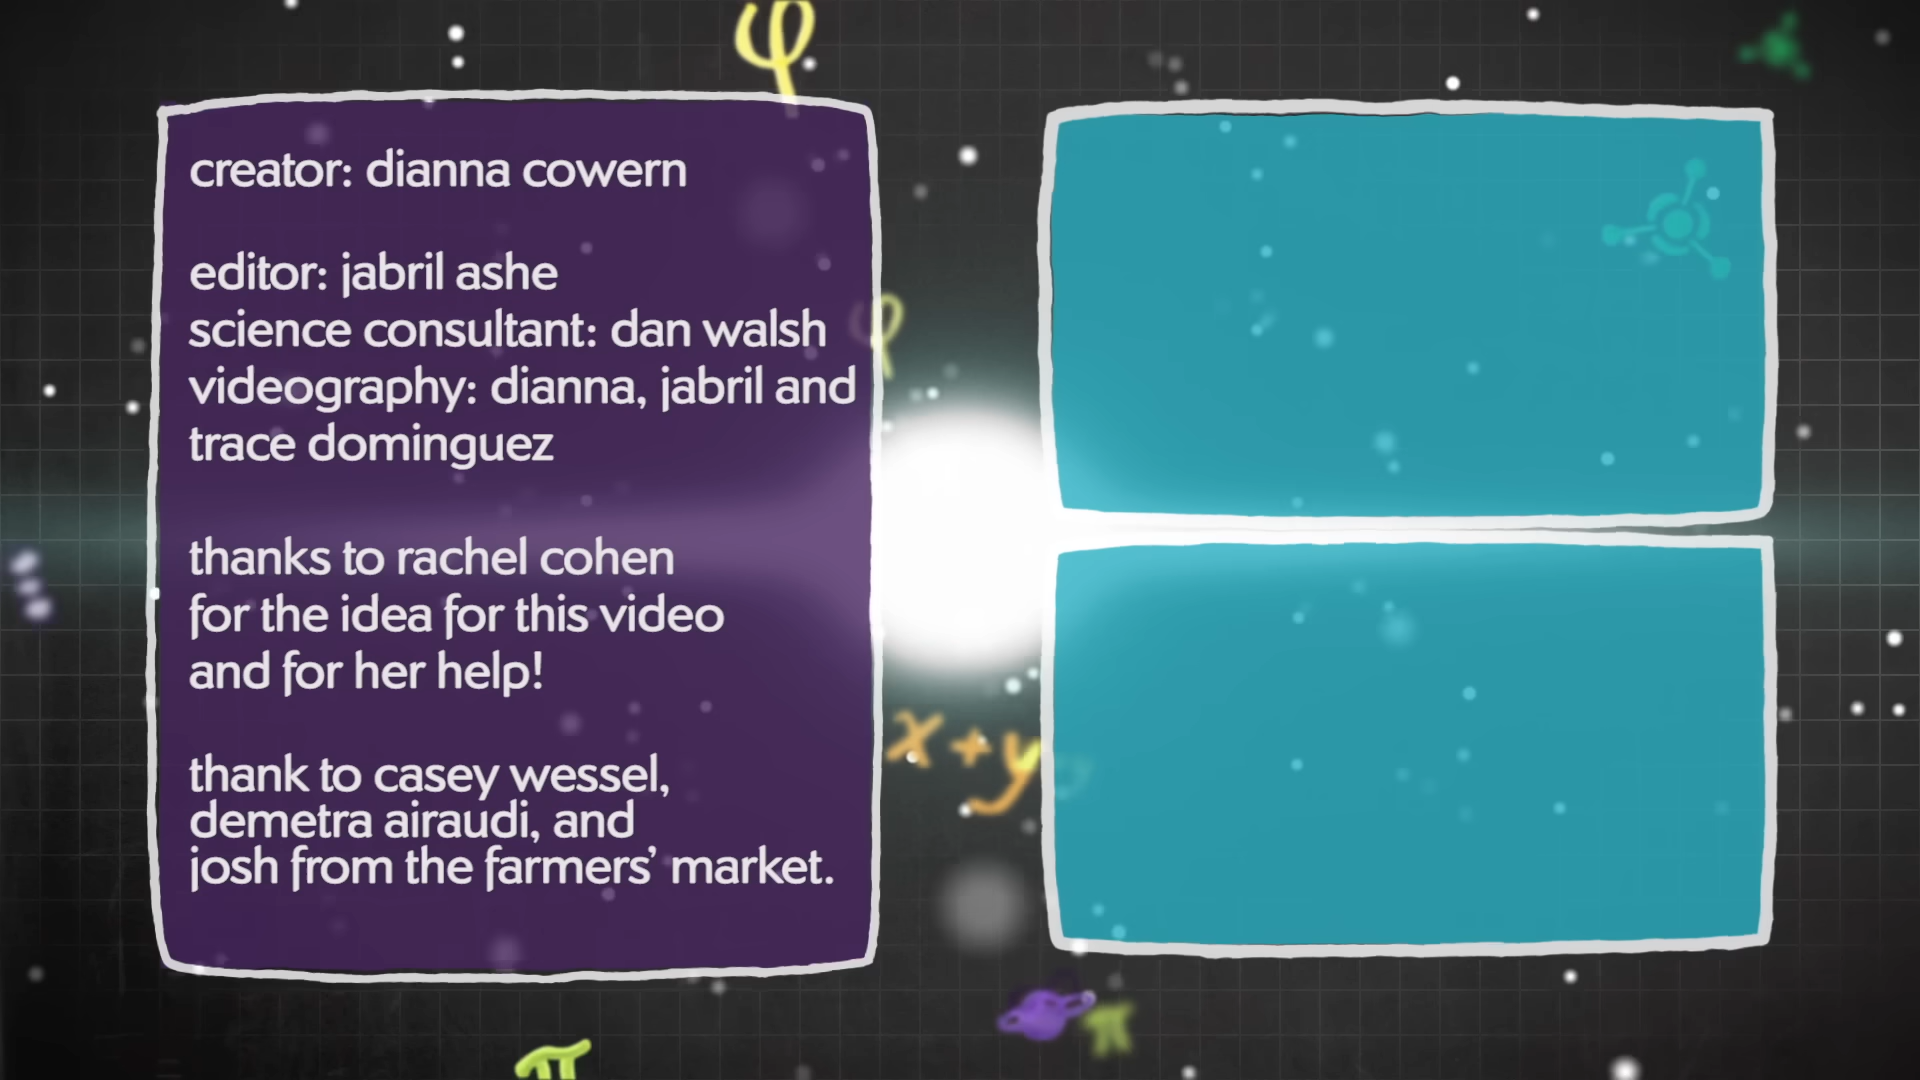 φ
creator: dianna cowern
editor: jabril ashe
science consultant: dan walsh
videography: dianna, jabril and
trace dominguez
φ
thanks to rachel cohen
for the idea for this video
and for her help!
x+y
thank to casey wessel,
demetra airaudi, and
josh from the farmers’ market.
π
π